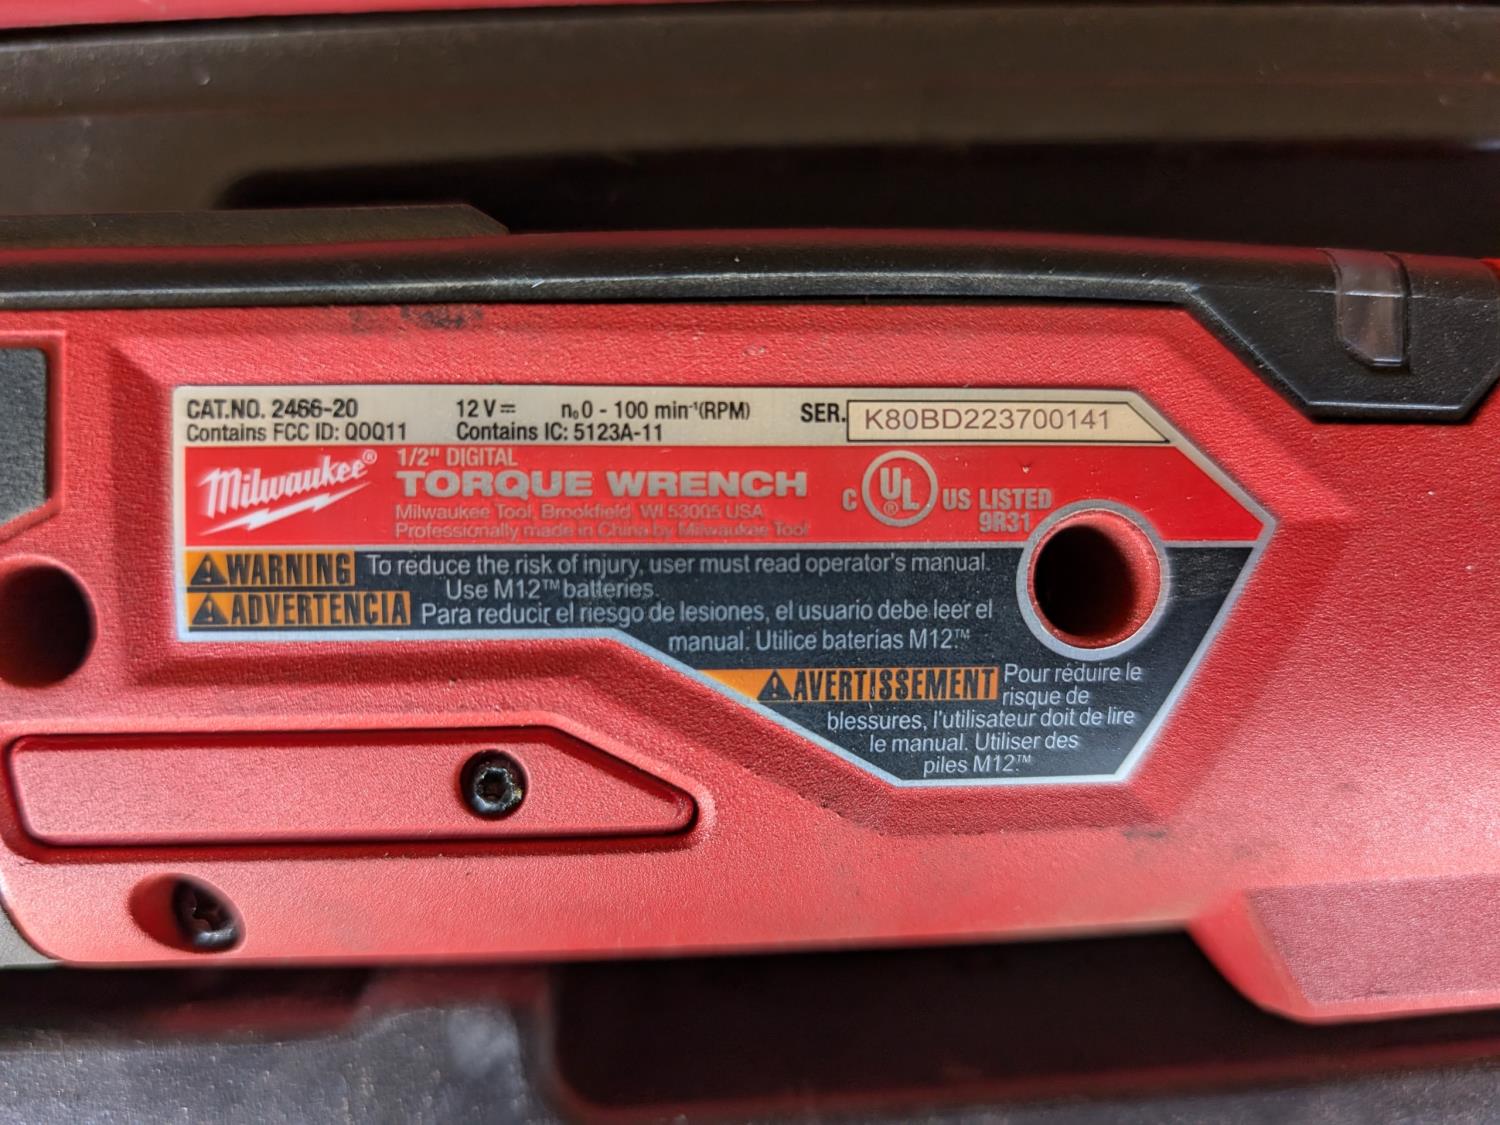 CAT.NO. 2466-20 12 V⎓ n₀ 0 - 100 min⁻¹(RPM) SER. K80BD223700141
Contains FCC ID: QOQ11 Contains IC: 5123A-11
Milwaukee®
1/2" DIGITAL
TORQUE WRENCH
Milwaukee Tool, Brookfield, WI 53005 USA
Professionally made in China by Milwaukee Tool
C UL® US LISTED
9R31
WARNING To reduce the risk of injury, user must read operator's manual.
Use M12™ batteries.
ADVERTENCIA Para reducir el riesgo de lesiones, el usuario debe leer el
manual. Utilice baterías M12™.
AVERTISSEMENT Pour réduire le
risque de
blessures, l'utilisateur doit de lire
le manual. Utiliser des
piles M12™.